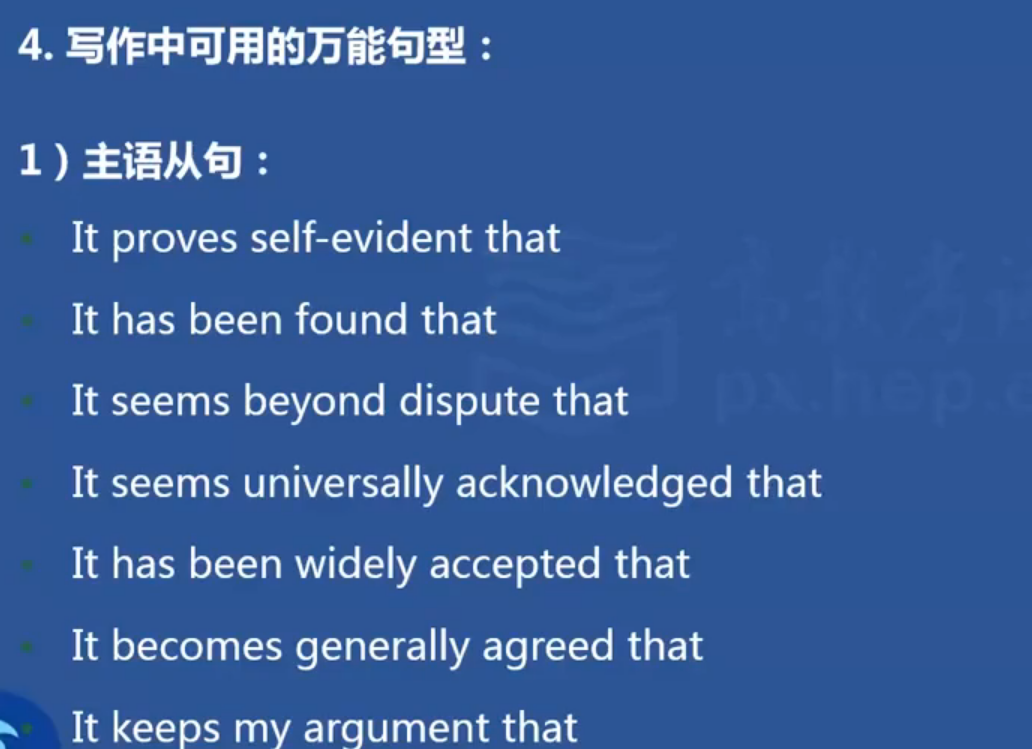 4. 写作中可用的万能句型：
1）主语从句：
It proves self-evident that
It has been found that
It seems beyond dispute that
It seems universally acknowledged that
It has been widely accepted that
It becomes generally agreed that
It keeps my argument that